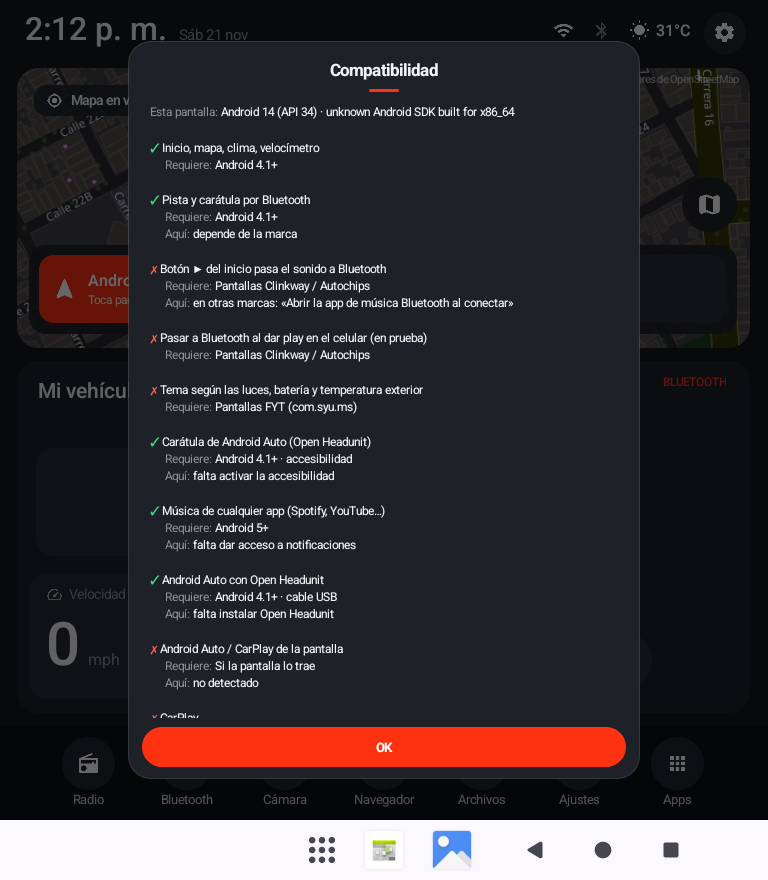 2:12 p. m. Sáb 21 nov
31°C
Compatibilidad
Mapa en v
Carrera 16
Calle 22B
Esta pantalla: Android 14 (API 34) · unknown Android SDK built for x86_64
✓ Inicio, mapa, clima, velocímetro
Requiere: Android 4.1+
✓ Pista y carátula por Bluetooth
Requiere: Android 4.1+
Aquí: depende de la marca
✗ Botón ► del inicio pasa el sonido a Bluetooth
Requiere: Pantallas Clinkway / Autochips
Aquí: en otras marcas: «Abrir la app de música Bluetooth al conectar»
✗ Pasar a Bluetooth al dar play en el celular (en prueba)
Requiere: Pantallas Clinkway / Autochips
✗ Tema según las luces, batería y temperatura exterior
Requiere: Pantallas FYT (com.syu.ms)
✓ Carátula de Android Auto (Open Headunit)
Requiere: Android 4.1+ · accesibilidad
Aquí: falta activar la accesibilidad
✓ Música de cualquier app (Spotify, YouTube...)
Requiere: Android 5+
Aquí: falta dar acceso a notificaciones
✓ Android Auto con Open Headunit
Requiere: Android 4.1+ · cable USB
Aquí: falta instalar Open Headunit
✗ Android Auto / CarPlay de la pantalla
Requiere: Si la pantalla lo trae
Aquí: no detectado
✗ CarPlay
OK
Andro
Toca pa
Mi vehícul
BLUETOOTH
Velocidad
0 mph
Radio
Bluetooth
Cámara
Navegador
Archivos
Ajustes
Apps